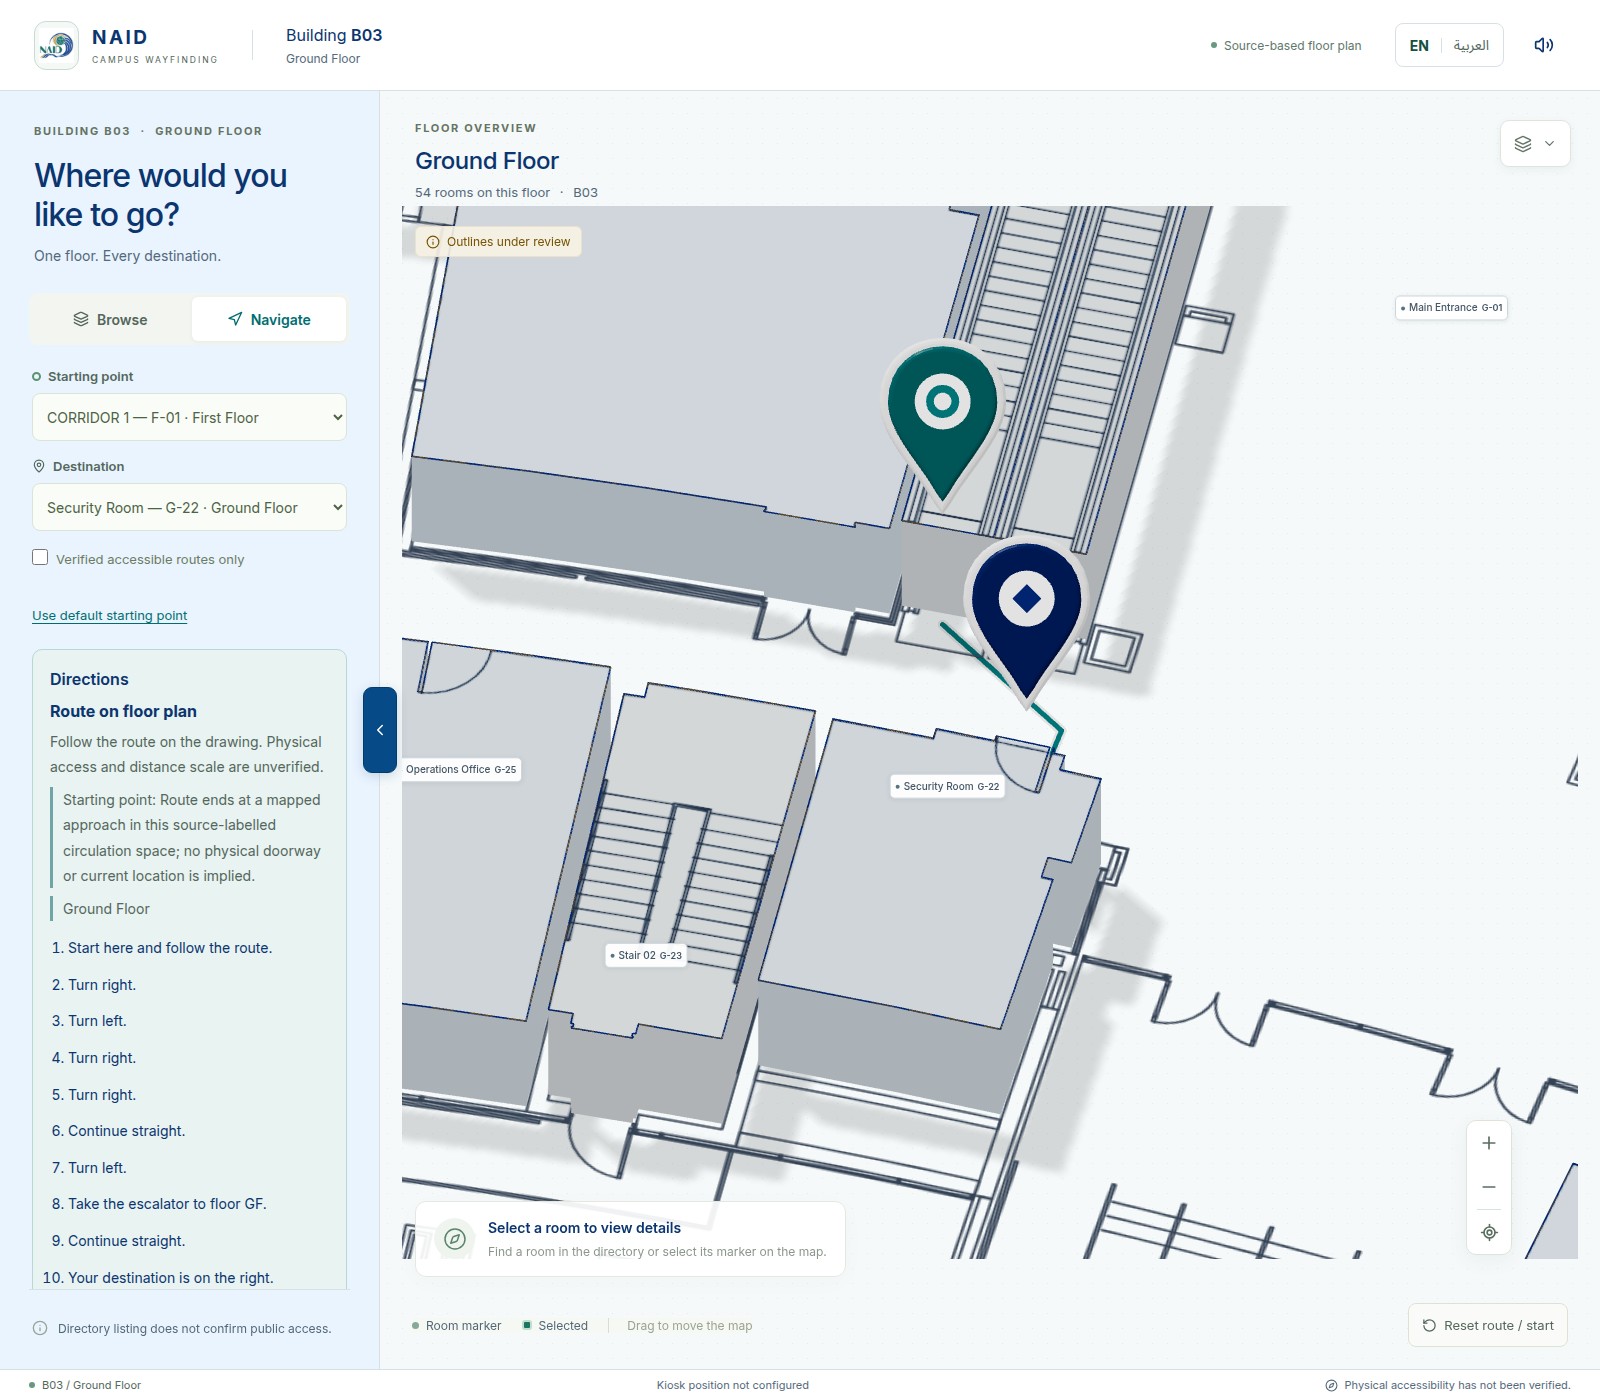 NAID
NAID
CAMPUS WAYFINDING
Building B03
Ground Floor
Source-based floor plan
EN
العربية
BUILDING B03 · GROUND FLOOR
Where would you
like to go?
One floor. Every destination.
Browse
Navigate
Starting point
CORRIDOR 1 — F-01 · First Floor
Destination
Security Room — G-22 · Ground Floor
Verified accessible routes only
Use default starting point
Directions
Route on floor plan
Follow the route on the drawing. Physical
access and distance scale are unverified.
Starting point: Route ends at a mapped
approach in this source-labelled
circulation space; no physical doorway
or current location is implied.
Ground Floor
1. Start here and follow the route.
2. Turn right.
3. Turn left.
4. Turn right.
5. Turn right.
6. Continue straight.
7. Turn left.
8. Take the escalator to floor GF.
9. Continue straight.
10. Your destination is on the right.
Directory listing does not confirm public access.
FLOOR OVERVIEW
Ground Floor
54 rooms on this floor · B03
Outlines under review
Main Entrance G-01
Operations Office G-25
Security Room G-22
Stair 02 G-23
Select a room to view details
Find a room in the directory or select its marker on the map.
Room marker
Selected
Drag to move the map
Reset route / start
B03 / Ground Floor
Kiosk position not configured
Physical accessibility has not been verified.